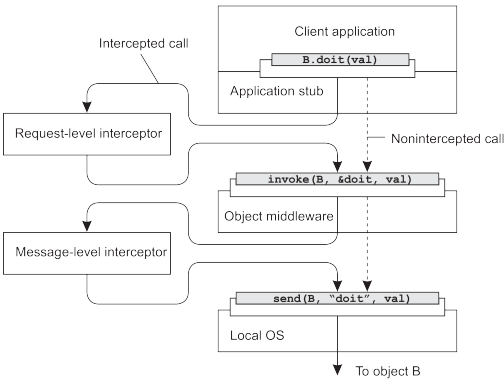 Client application
Intercepted call
B.doit(val)
Application stub
Request-level interceptor
Nonintercepted call
invoke(B, &doit, val)
Object middleware
Message-level interceptor
send(B, “doit”, val)
Local OS
To object B